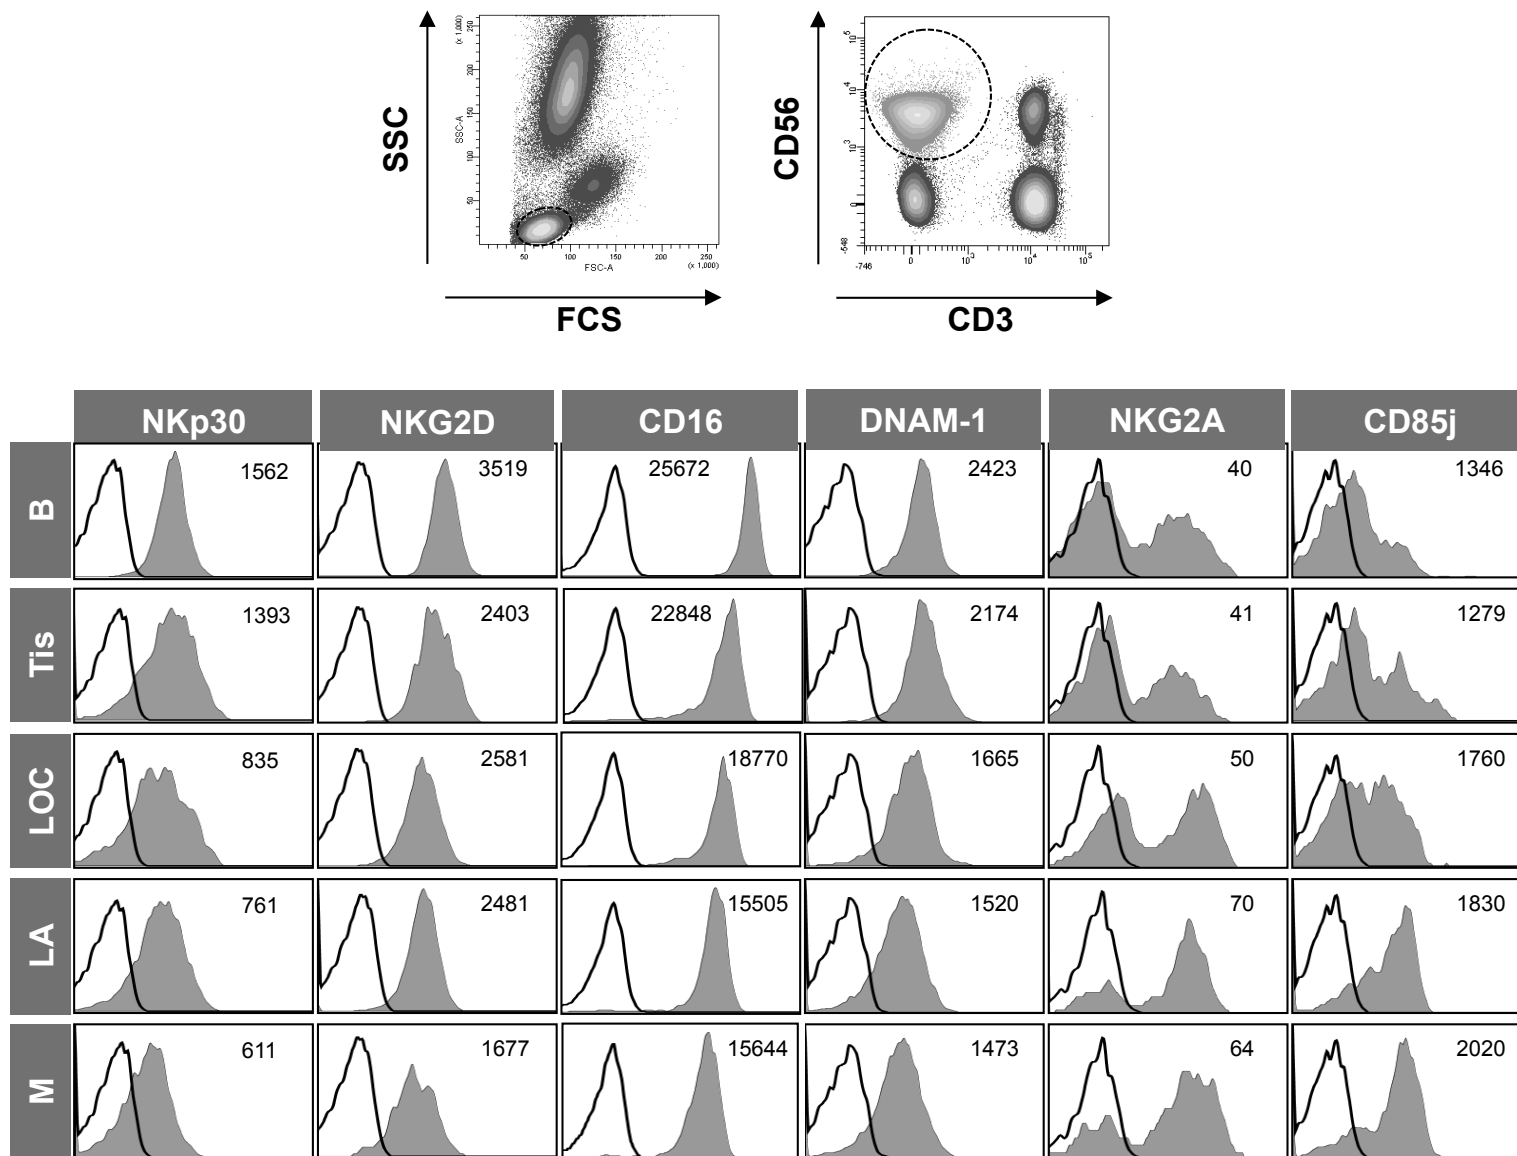 SSC
(x 1,000)
250
200
150
100
50
SSC-A
50 100 150 200 250
FSC-A
(x 1,000)
FCS
CD56
10^5
10^4
10^3
0
-548
-746
0 10^3 10^4 10^5
CD3
NKp30 NKG2D CD16 DNAM-1 NKG2A CD85j
B 1562 3519 25672 2423 40 1346
Tis 1393 2403 22848 2174 41 1279
LOC 835 2581 18770 1665 50 1760
LA 761 2481 15505 1520 70 1830
M 611 1677 15644 1473 64 2020